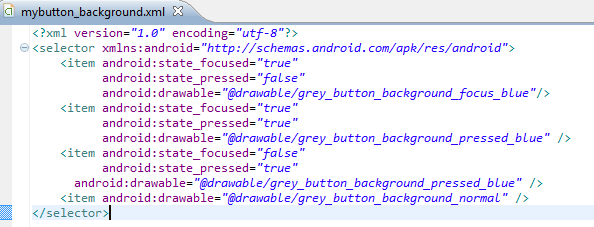 mybutton_background.xml
<?xml version="1.0" encoding="utf-8"?>
<selector xmlns:android="http://schemas.android.com/apk/res/android">
    <item android:state_focused="true"
          android:state_pressed="false"
          android:drawable="@drawable/grey_button_background_focus_blue"/>
    <item android:state_focused="true"
          android:state_pressed="true"
          android:drawable="@drawable/grey_button_background_pressed_blue" />
    <item android:state_focused="false"
          android:state_pressed="true"
      android:drawable="@drawable/grey_button_background_pressed_blue" />
    <item android:drawable="@drawable/grey_button_background_normal" />
</selector>